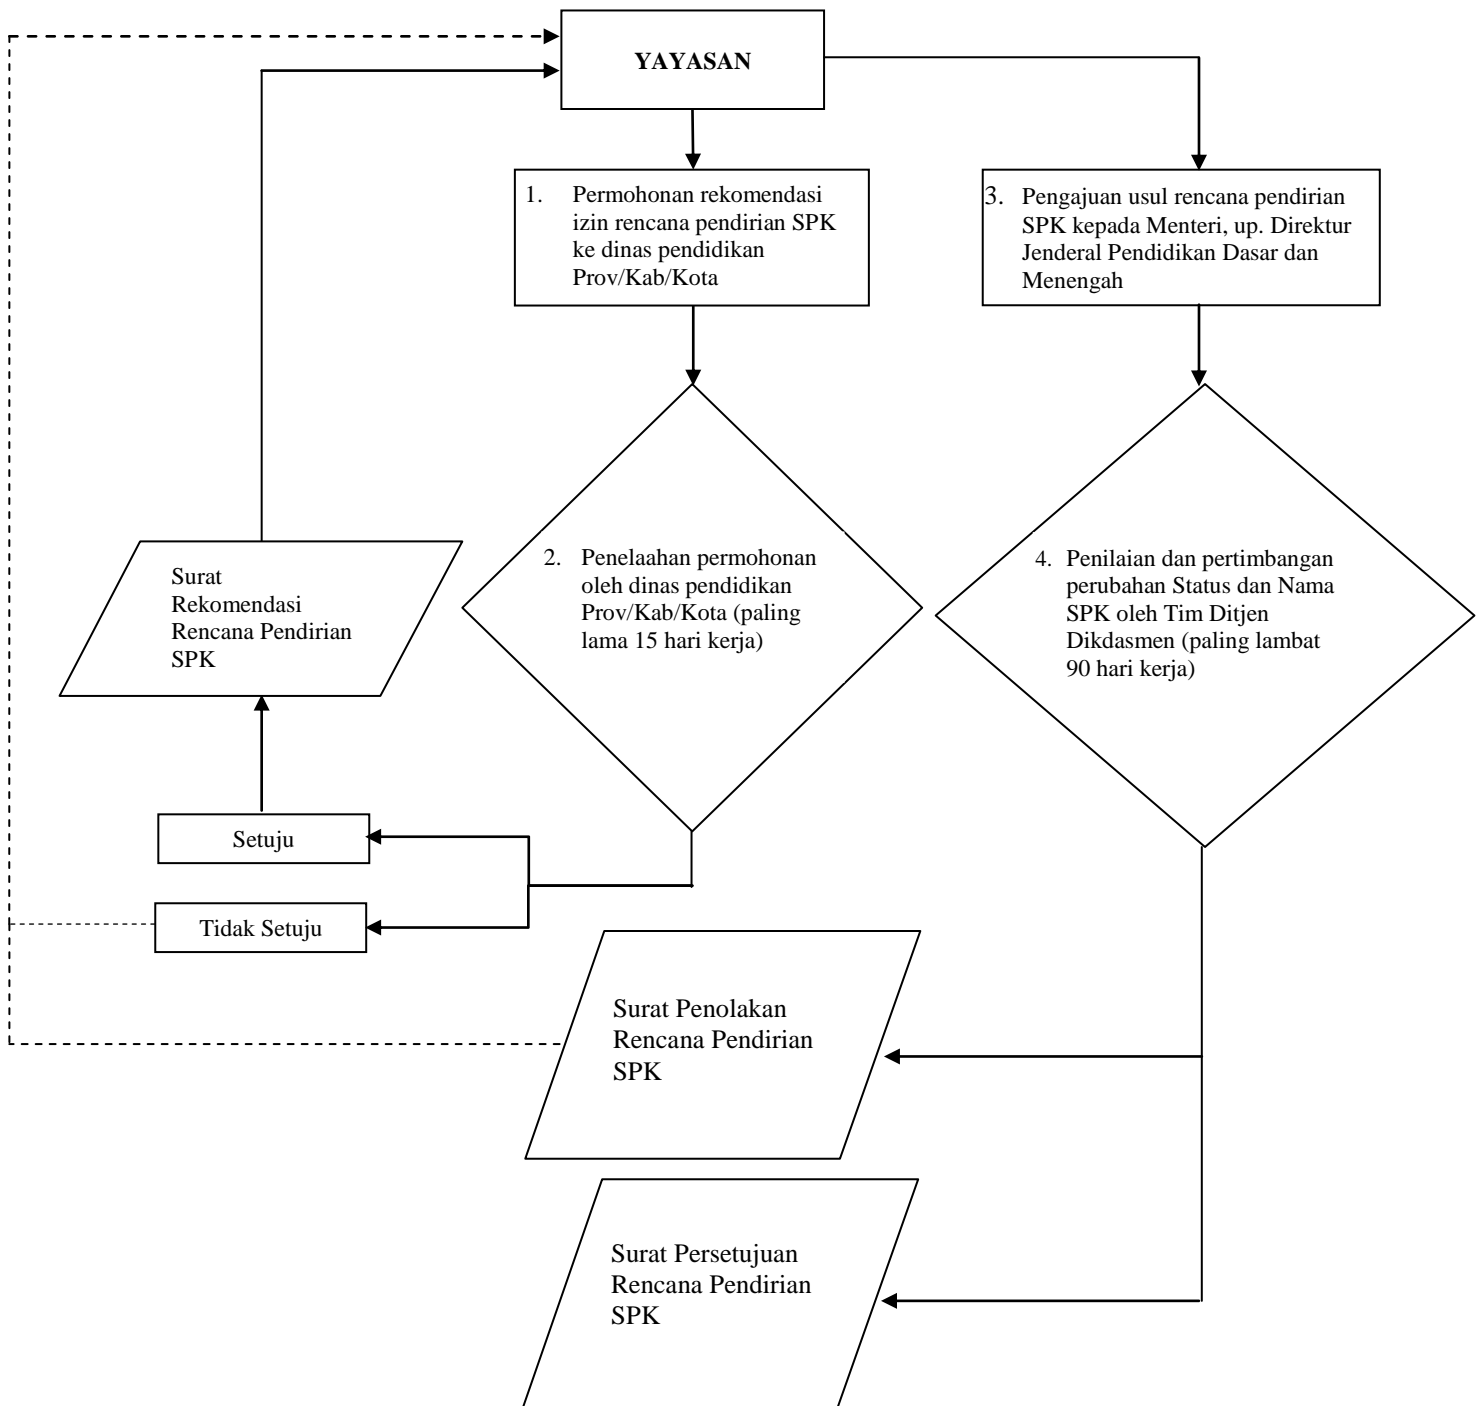 YAYASAN
1. Permohonan rekomendasi
izin rencana pendirian SPK
ke dinas pendidikan
Prov/Kab/Kota
3. Pengajuan usul rencana pendirian
SPK kepada Menteri, up. Direktur
Jenderal Pendidikan Dasar dan
Menengah
Surat
Rekomendasi
Rencana Pendirian
SPK
2. Penelaahan permohonan
oleh dinas pendidikan
Prov/Kab/Kota (paling
lama 15 hari kerja)
4. Penilaian dan pertimbangan
perubahan Status dan Nama
SPK oleh Tim Ditjen
Dikdasmen (paling lambat
90 hari kerja)
Setuju
Tidak Setuju
Surat Penolakan
Rencana Pendirian
SPK
Surat Persetujuan
Rencana Pendirian
SPK